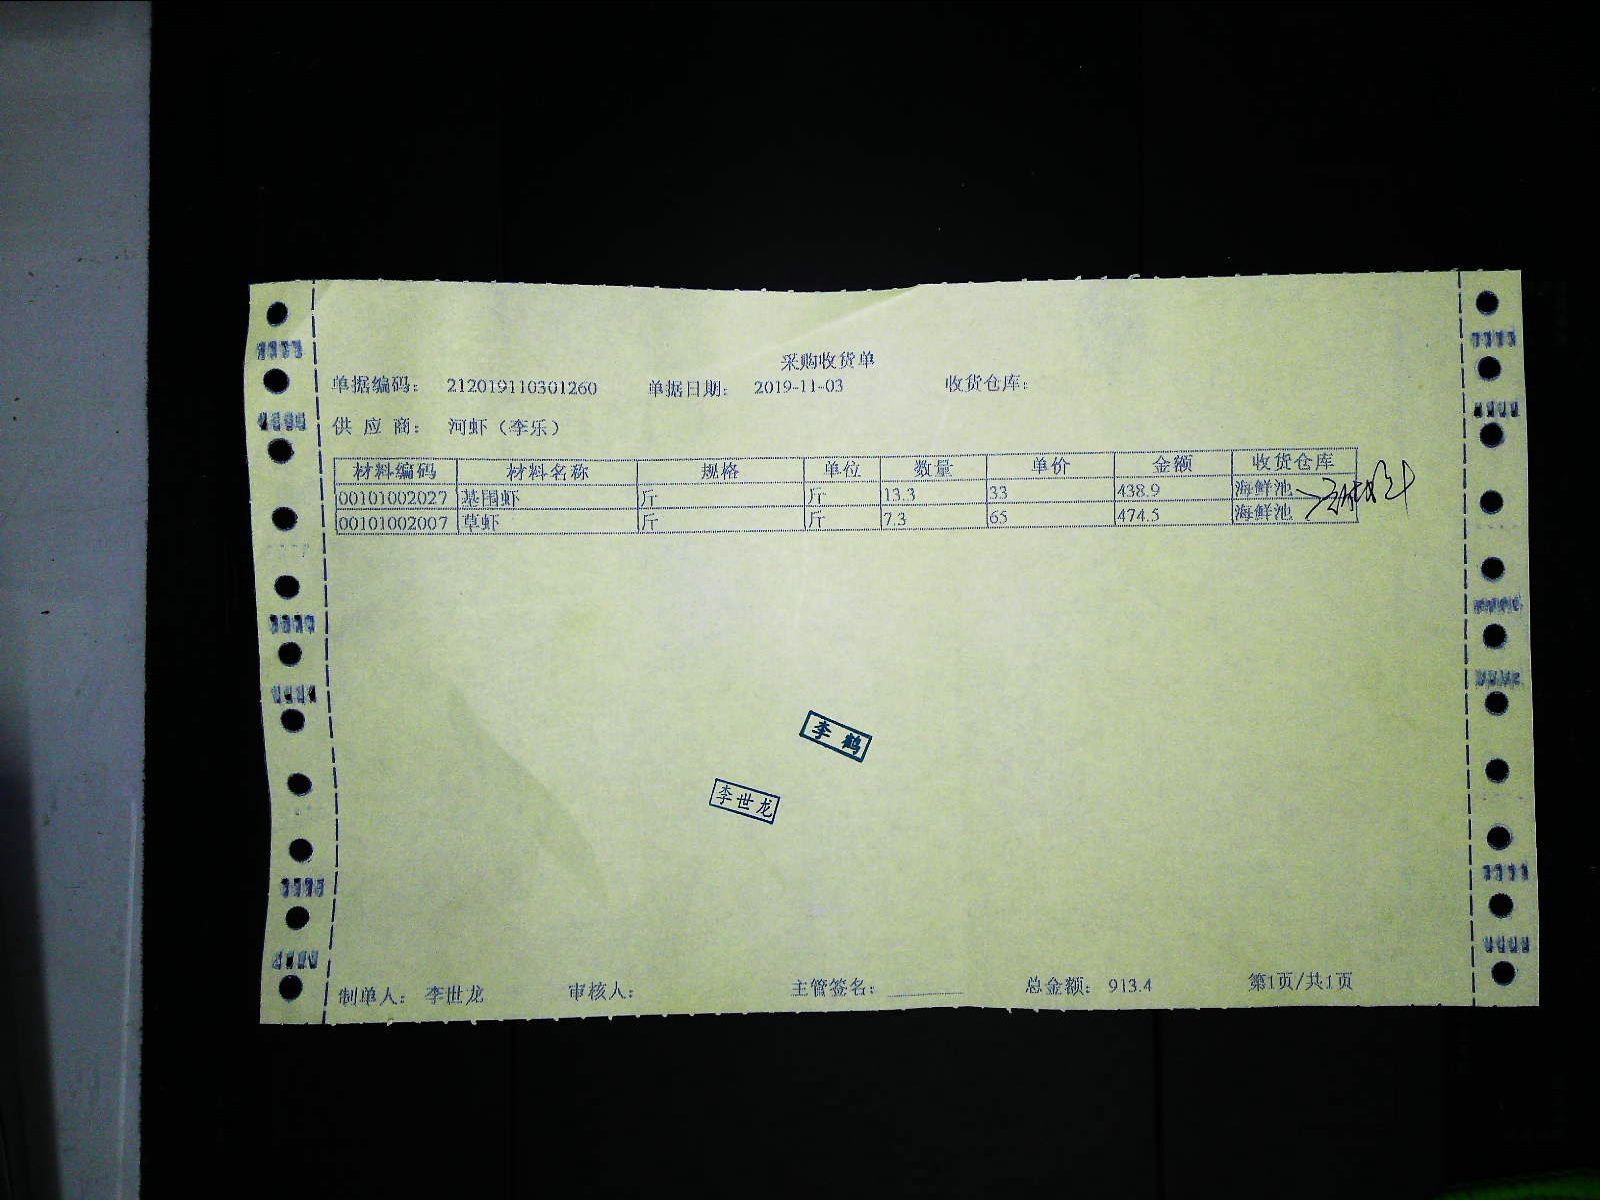 采购收货单
单据编码： 212019110301260 单据日期： 2019-11-03 收货仓库：
供 应 商： 河虾（李乐）
材料编码 材料名称 规格 单位 数量 单价 金额 收货仓库
00101002027 基围虾 斤 斤 13.3 33 438.9 海鲜池
00101002007 草虾 斤 斤 7.3 65 474.5 海鲜池
李鹤
李世龙
制单人： 李世龙 审核人： 主管签名： 总金额： 913.4 第1页/共1页